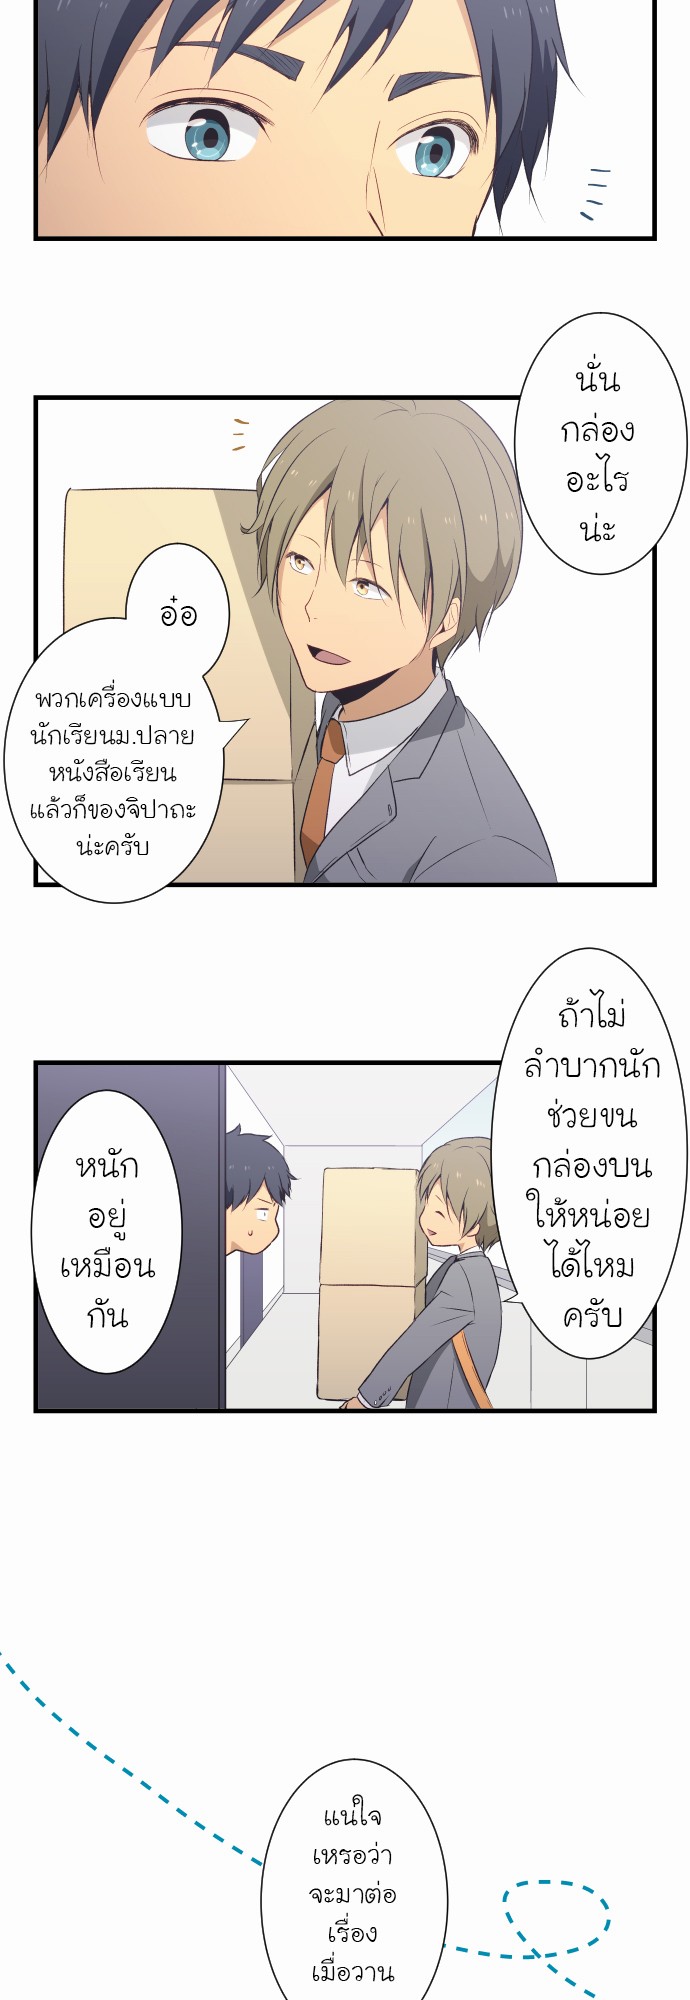 นั่น
กล่อง
อะไร
น่ะ
อ๋อ
พวกเครื่องแบบ
นักเรียนม.ปลาย
หนังสือเรียน
แล้วก็ของจิปาถะ
น่ะครับ
ถ้าไม่
ลำบากนัก
ช่วยขน
กล่องบน
ให้หน่อย
ได้ไหม
ครับ
หนัก
อยู่
เหมือน
กัน
แน่ใจ
เหรอว่า
จะมาต่อ
เรื่อง
เมื่อวาน